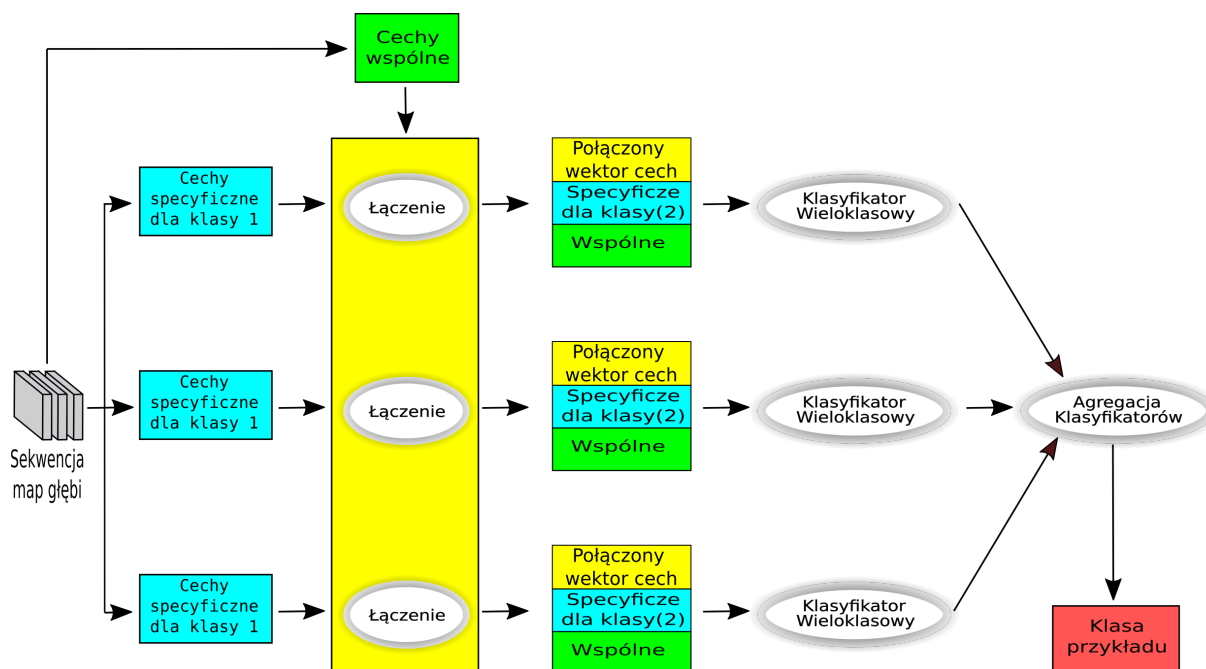 Cechy
wspólne
Cechy
specyficzne
dla klasy 1
Łączenie
Połączony
wektor cech
Specyficze
dla klasy(2)
Wspólne
Klasyfikator
Wieloklasowy
Sekwencja
map głębi
Cechy
specyficzne
dla klasy 1
Łączenie
Połączony
wektor cech
Specyficze
dla klasy(2)
Wspólne
Klasyfikator
Wieloklasowy
Agregacja
Klasyfikatorów
Cechy
specyficzne
dla klasy 1
Łączenie
Połączony
wektor cech
Specyficze
dla klasy(2)
Wspólne
Klasyfikator
Wieloklasowy
Klasa
przykładu